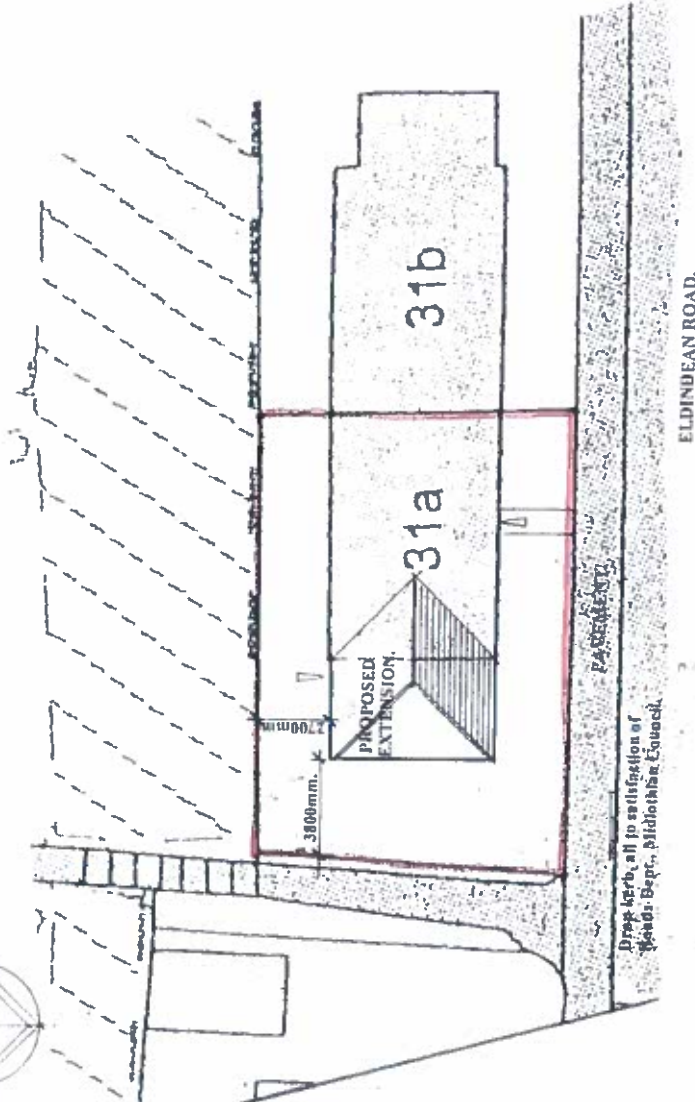 31b
31a
PROPOSED
EXTENSION.
2700mm.
3800mm.
PAVEMENT.
Drop kerb, all to satisfaction of
Roads Dept., Midlothian Council.
ELDINDEAN ROAD.